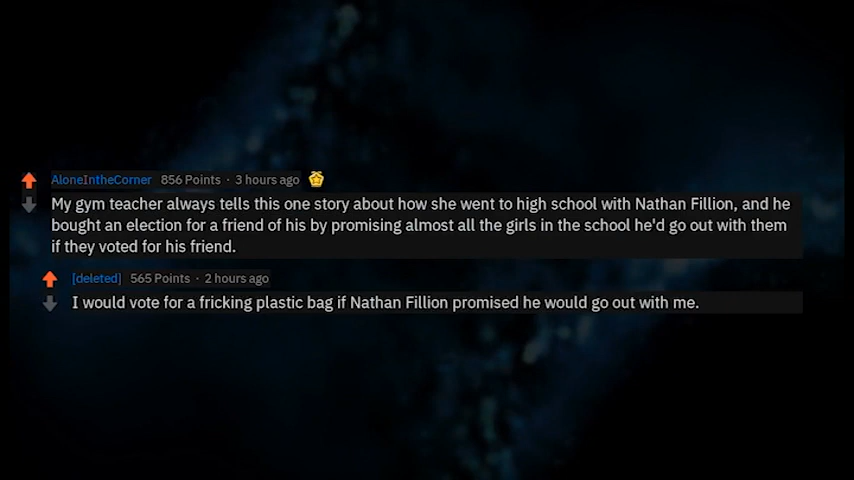 AloneIntheCorner 856 Points · 3 hours ago
My gym teacher always tells this one story about how she went to high school with Nathan Fillion, and he
bought an election for a friend of his by promising almost all the girls in the school he'd go out with them
if they voted for his friend.
[deleted] 565 Points · 2 hours ago
I would vote for a fricking plastic bag if Nathan Fillion promised he would go out with me.